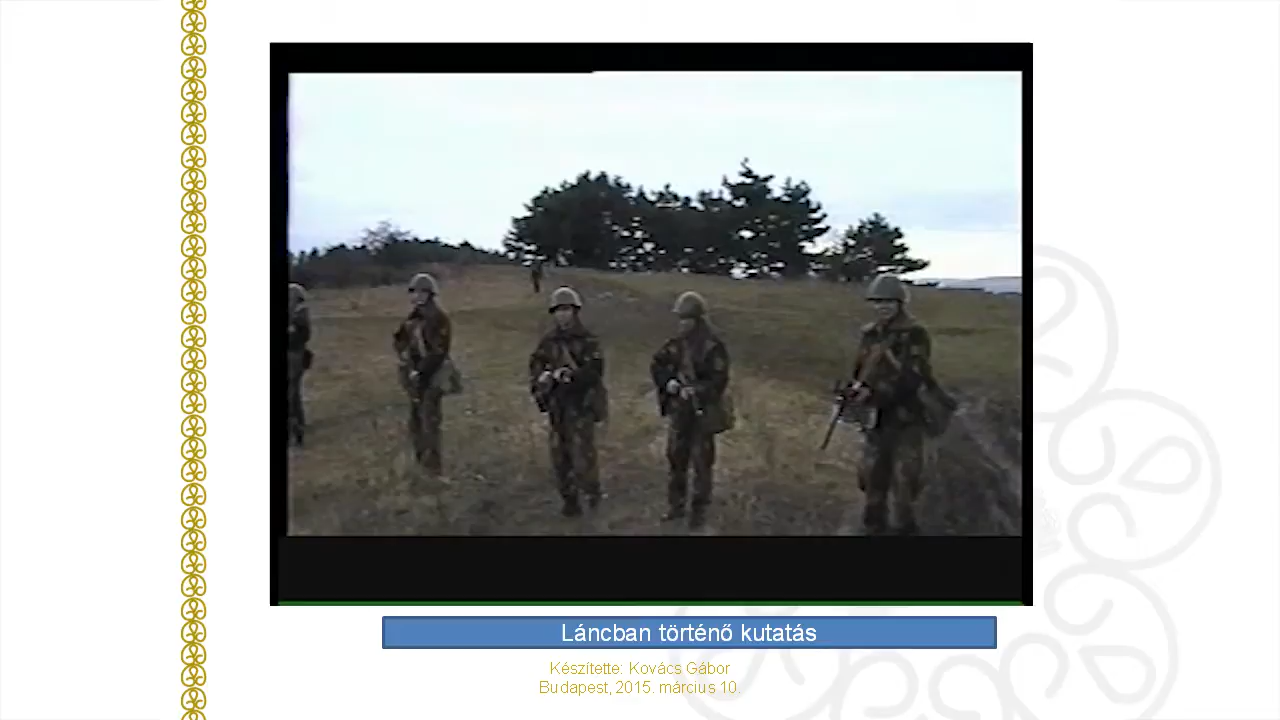 Láncban történő kutatás
Készítette: Kovács Gábor
Budapest, 2015. március 10.